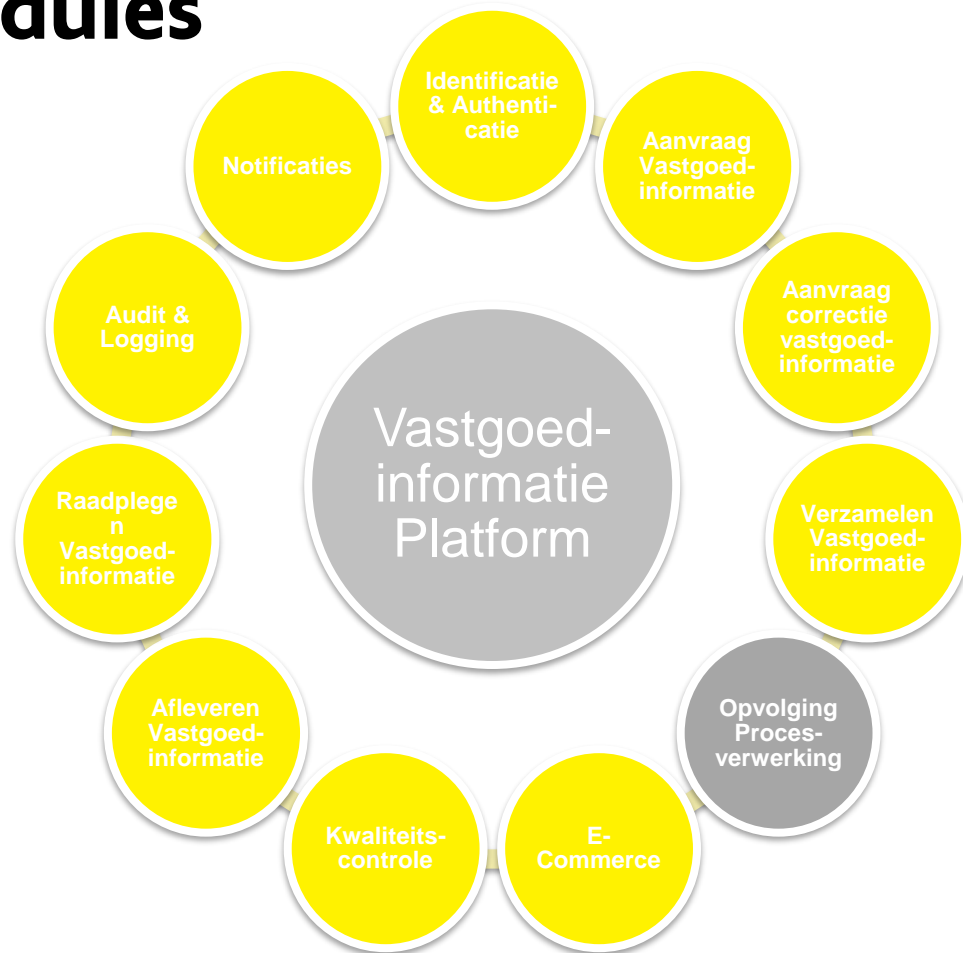 dules
Identificatie
& Authenti-
catie
Aanvraag
Vastgoed-
informatie
Aanvraag
correctie
vastgoed-
informatie
Verzamelen
Vastgoed-
informatie
Opvolging
Proces-
verwerking
E-
Commerce
Kwaliteits-
controle
Afleveren
Vastgoed-
informatie
Raadplege
n
Vastgoed-
informatie
Audit &
Logging
Notificaties
Vastgoed-
informatie
Platform